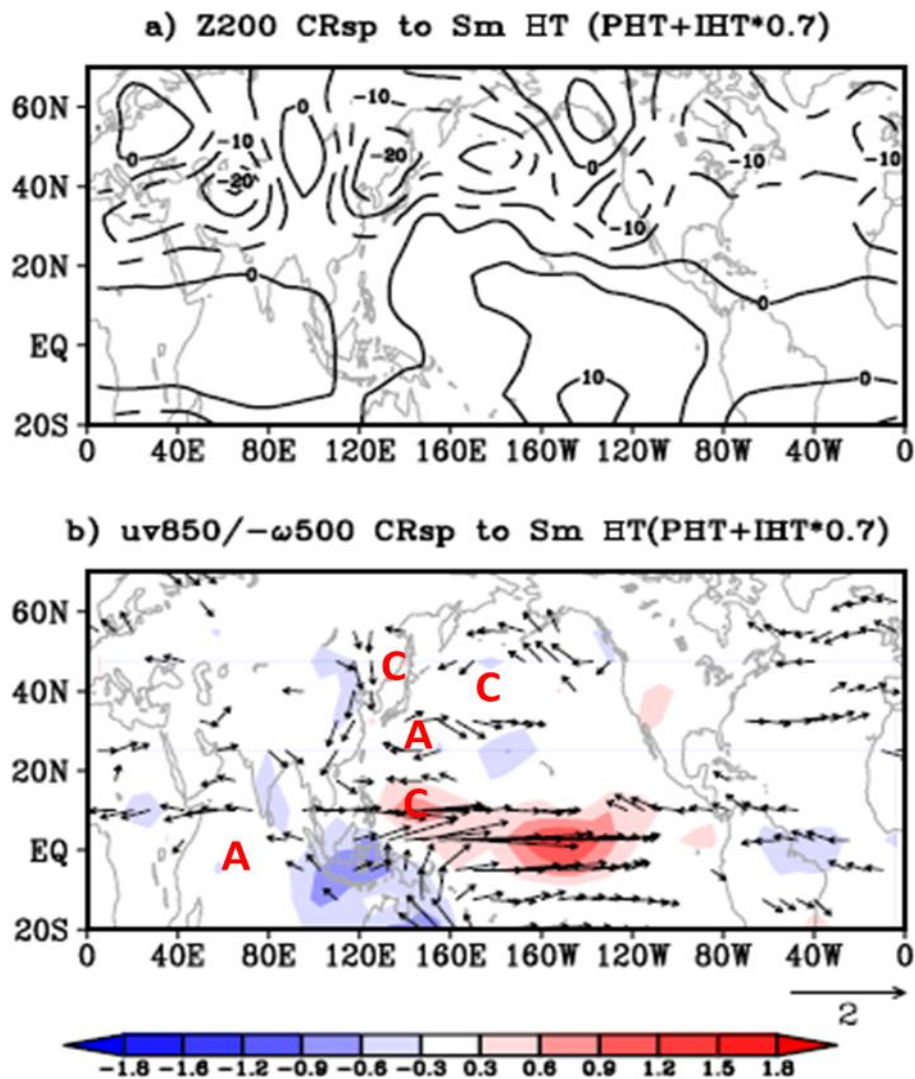 a) Z200 CRsp to Sm HT (PHT+IHT*0.7)
60N
40N
20N
EQ
20S
0
-10
0
0
-10
-20
-20
-10
-10
-10
0
0
10
0
0 40E 80E 120E 160E 160W 120W 80W 40W 0
b) uv850/-ω500 CRsp to Sm HT(PHT+IHT*0.7)
60N
40N
20N
EQ
20S
C
C
A
C
A
0 40E 80E 120E 160E 160W 120W 80W 40W 0
2
-1.8 -1.6 -1.2 -0.9 -0.6 -0.3 0.3 0.6 0.9 1.2 1.5 1.8